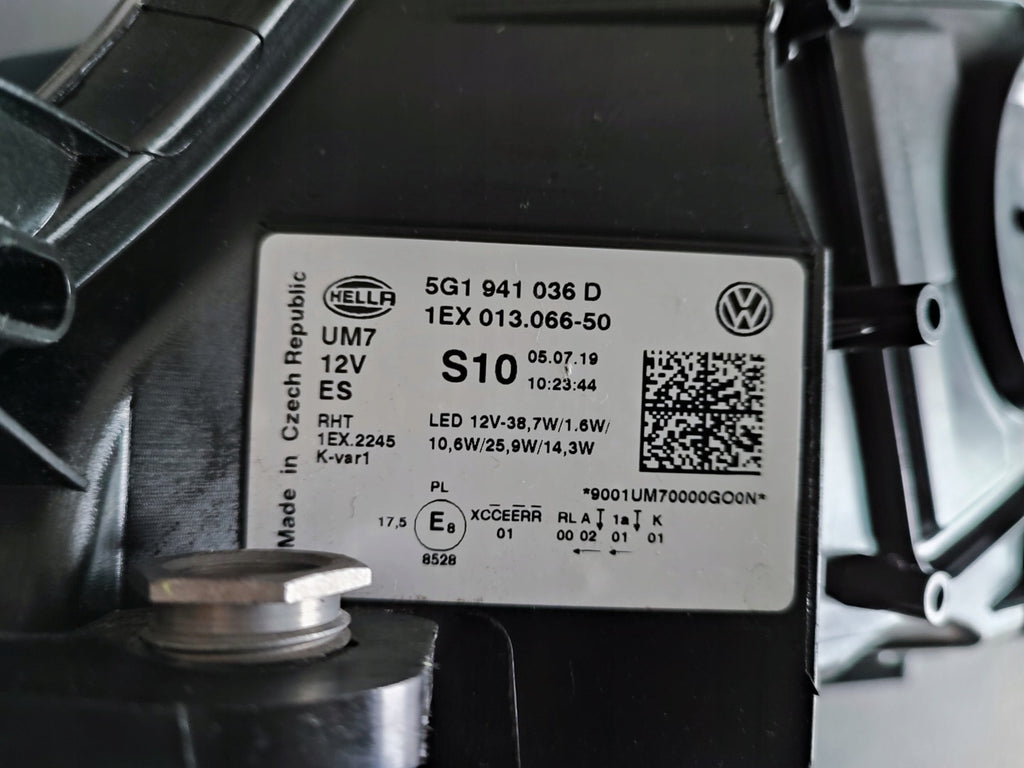 Made in Czech Republic
HELLA
5G1 941 036 D
1EX 013.066-50
UM7
12V
ES
S10
05.07.19
10:23:44
RHT
1EX.2245
K-var1
LED 12V-38,7W/1.6W/
10,6W/25,9W/14,3W
*9001UM70000GO0N*
PL
17,5
E8
8528
XCCEERR
01
RL A 1a K
00 02 01 01
VW